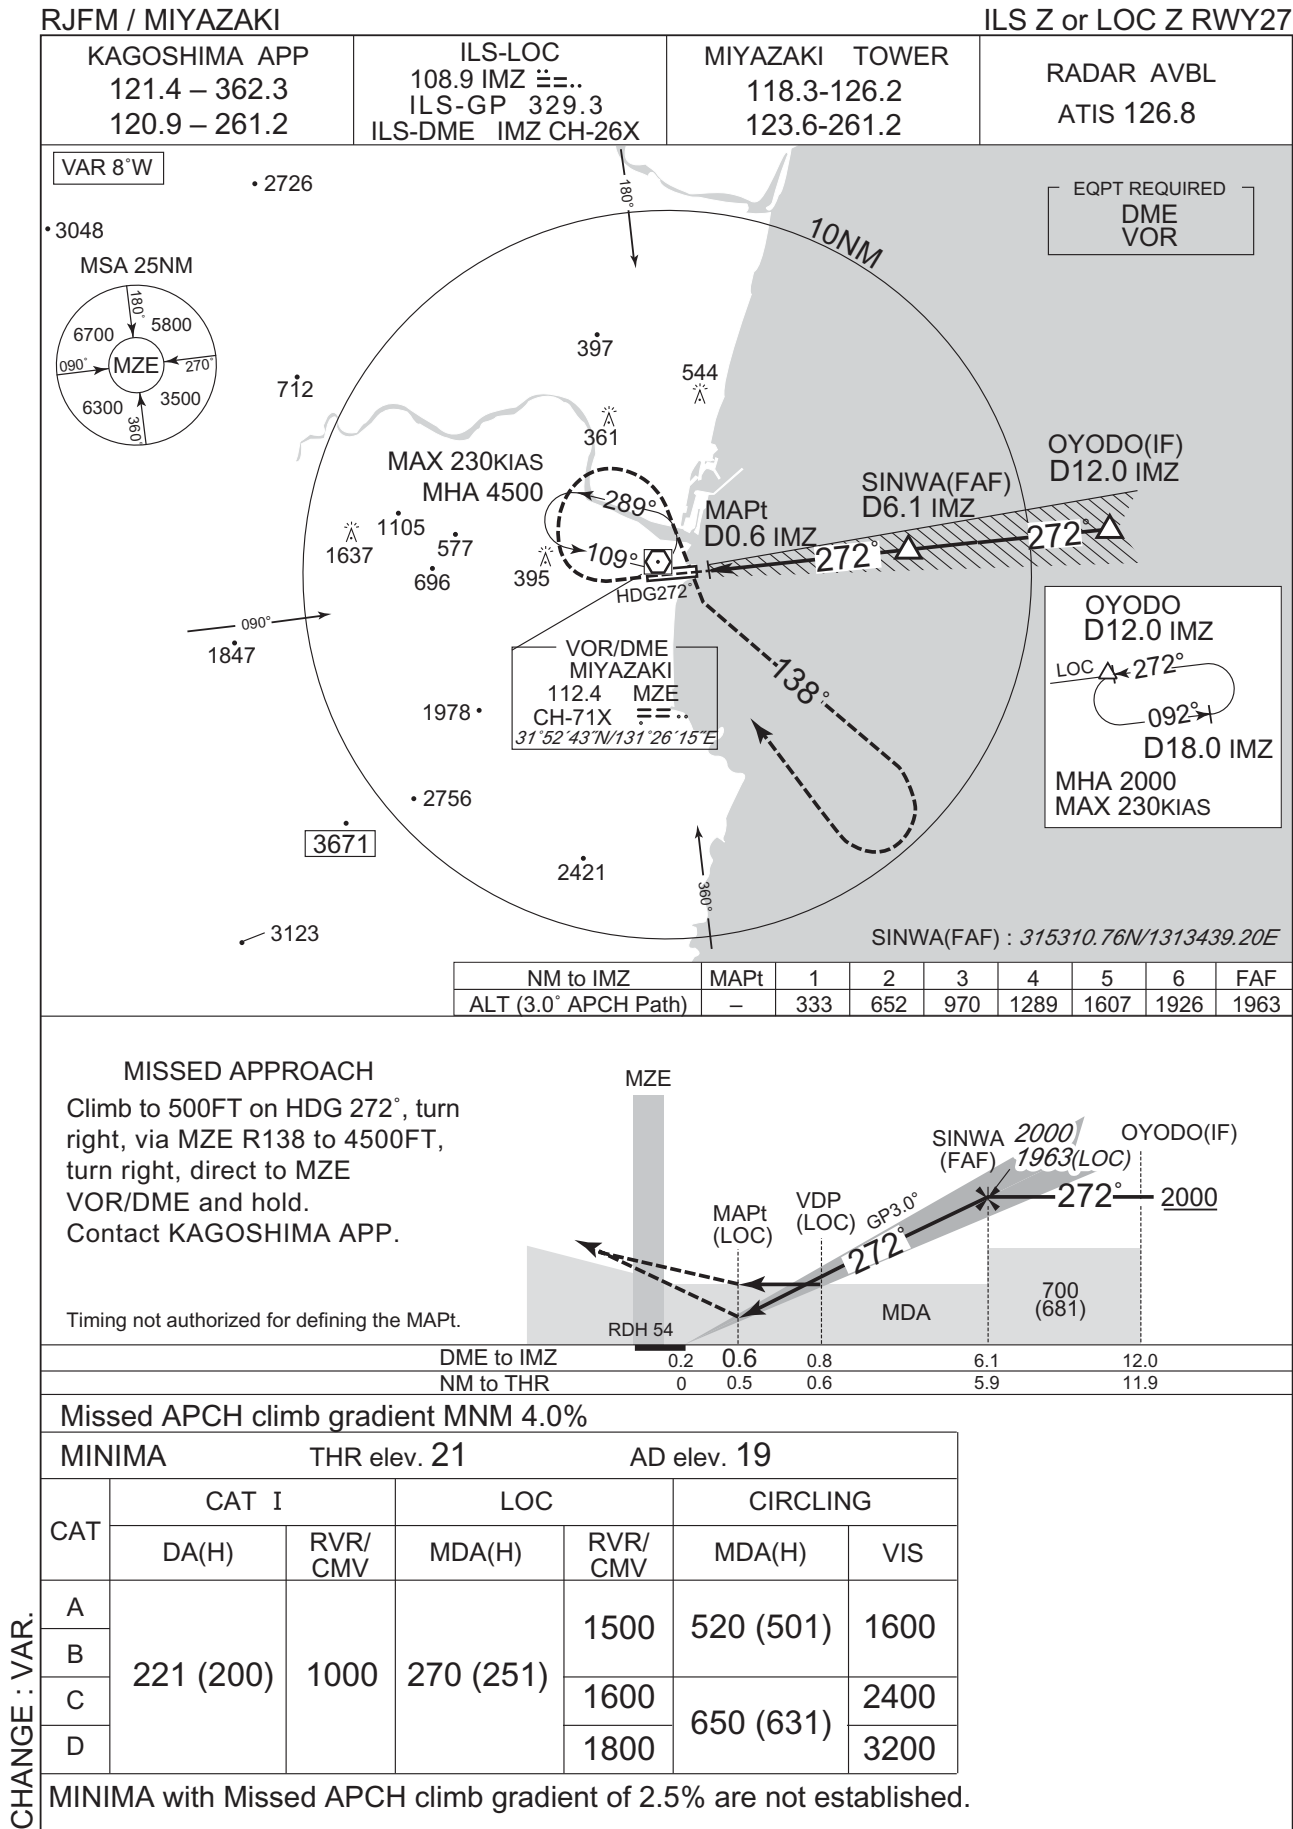 RJFM / MIYAZAKI
ILS Z or LOC Z RWY27
KAGOSHIMA APP
121.4 – 362.3
120.9 – 261.2
ILS-LOC
108.9 IMZ
ILS-GP 329.3
ILS-DME IMZ CH-26X
MIYAZAKI TOWER
118.3-126.2
123.6-261.2
RADAR AVBL
ATIS 126.8
VAR 8°W
2726
3048
MSA 25NM
180°
6700
5800
090°
MZE
270°
6300
3500
360°
180°
10NM
EQPT REQUIRED
DME
VOR
397
544
712
361
MAX 230KIAS
MHA 4500
289°
109°
1105
1637
577
696
395
HDG272°
MAPt
D0.6 IMZ
SINWA(FAF)
D6.1 IMZ
OYODO(IF)
D12.0 IMZ
272°
272°
090°
1847
VOR/DME
MIYAZAKI
112.4 MZE
CH-71X
31°52′43″N/131°26′15″E
138°
OYODO
D12.0 IMZ
LOC
272°
092°
D18.0 IMZ
MHA 2000
MAX 230KIAS
1978
2756
3671
2421
3123
360°
SINWA(FAF) : 315310.76N/1313439.20E
NM to IMZ MAPt 1 2 3 4 5 6 FAF
ALT (3.0° APCH Path) – 333 652 970 1289 1607 1926 1963
MISSED APPROACH
Climb to 500FT on HDG 272°, turn
right, via MZE R138 to 4500FT,
turn right, direct to MZE
VOR/DME and hold.
Contact KAGOSHIMA APP.
Timing not authorized for defining the MAPt.
MZE
MAPt
(LOC)
VDP
(LOC)
GP3.0°
272°
SINWA
(FAF)
2000
1963(LOC)
OYODO(IF)
272°
2000
MDA
700
(681)
RDH 54
DME to IMZ 0.2 0.6 0.8 6.1 12.0
NM to THR 0 0.5 0.6 5.9 11.9
Missed APCH climb gradient MNM 4.0%
MINIMA THR elev. 21 AD elev. 19
CAT
CAT I
LOC
CIRCLING
DA(H)
RVR/
CMV
MDA(H)
RVR/
CMV
MDA(H)
VIS
A
B
C
D
221 (200)
1000
270 (251)
1500
1600
1800
520 (501)
650 (631)
1600
2400
3200
MINIMA with Missed APCH climb gradient of 2.5% are not established.
CHANGE : VAR.